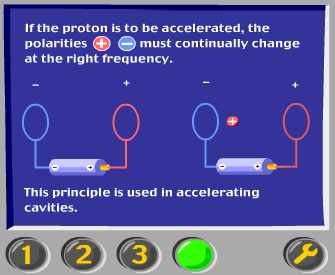 If the proton is to be accelerated, the
polarities + − must continually change
at the right frequency.
− + − +
+
− + − +
This principle is used in accelerating
cavities.
1 2 3